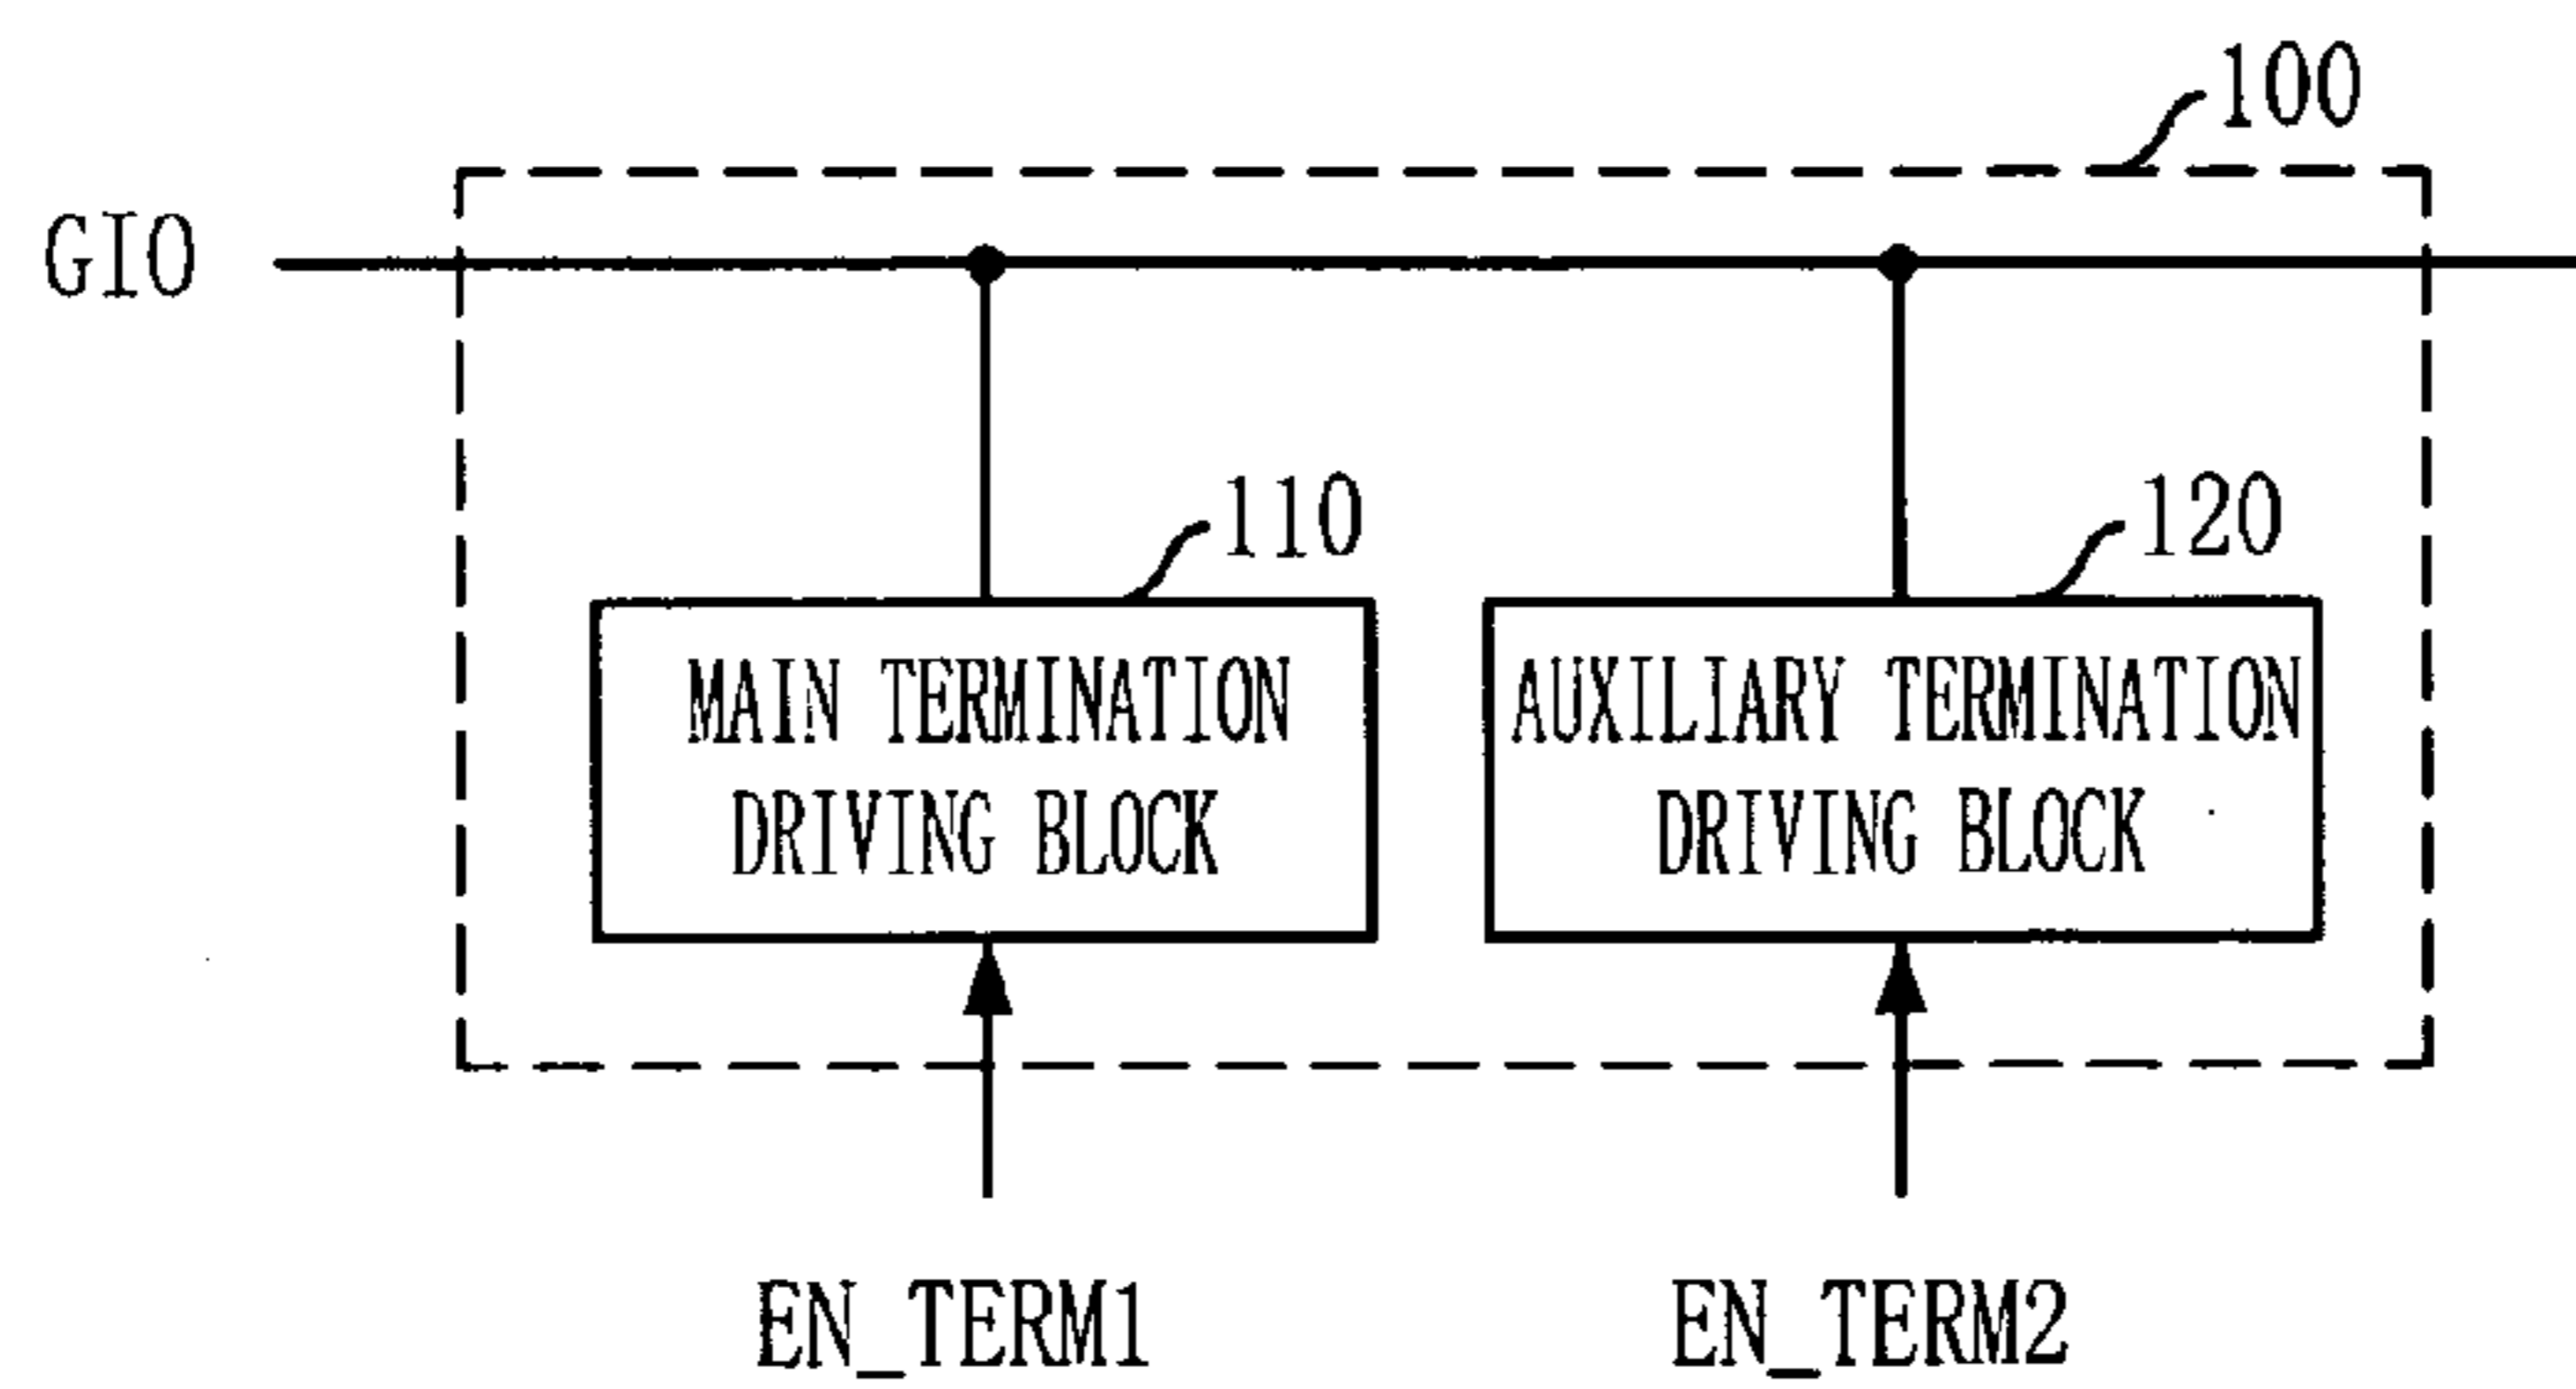 100
GIO
110
120
MAIN TERMINATION
DRIVING BLOCK
AUXILIARY TERMINATION
DRIVING BLOCK
EN_TERM1
EN_TERM2